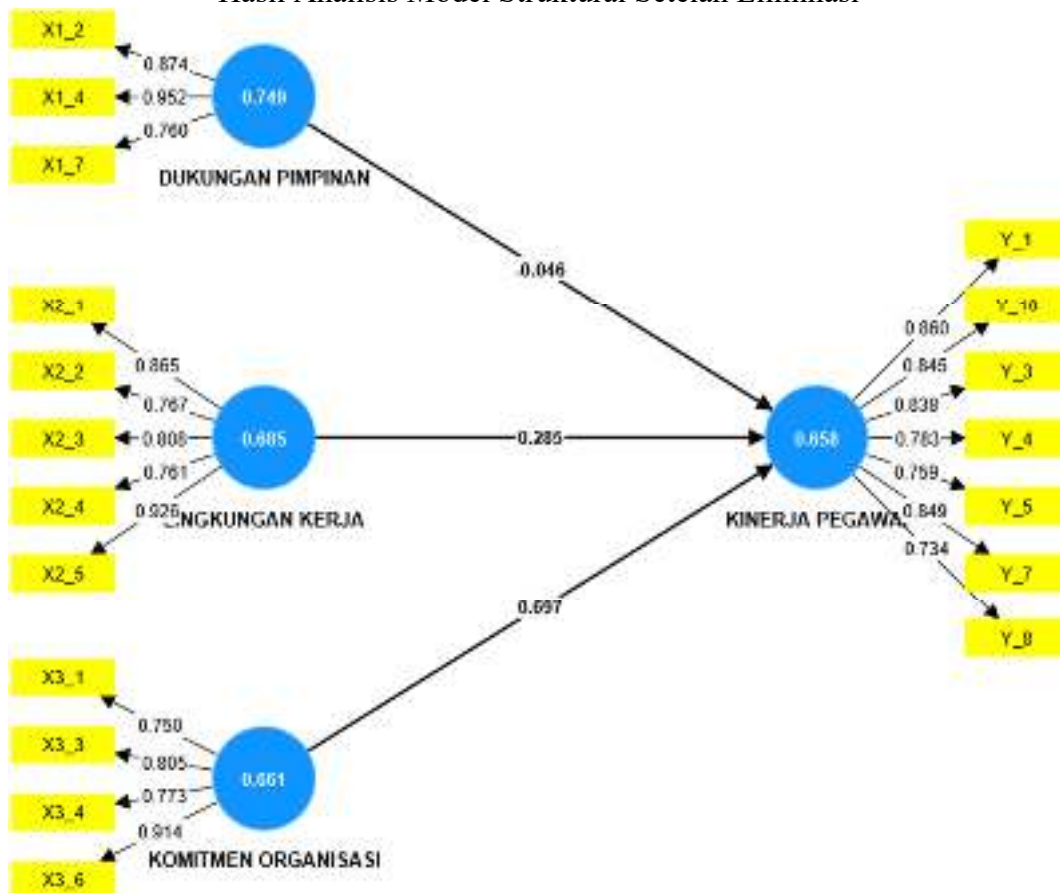 Hasil Analisis Model Struktural Setelah Eliminasi
X1_2
0.874
X1_4
0.952
0.749
X1_7
0.760
DUKUNGAN PIMPINAN
-0.046
X2_1
0.865
X2_2
0.767
X2_3
0.808
0.685
X2_4
0.761
X2_5
0.926
LINGKUNGAN KERJA
0.285
X3_1
0.750
X3_3
0.805
0.661
X3_4
0.773
X3_6
0.914
KOMITMEN ORGANISASI
0.697
0.658
KINERJA PEGAWAI
0.860
Y_1
0.845
Y_10
0.838
Y_3
0.783
Y_4
0.759
Y_5
0.849
Y_7
0.734
Y_8